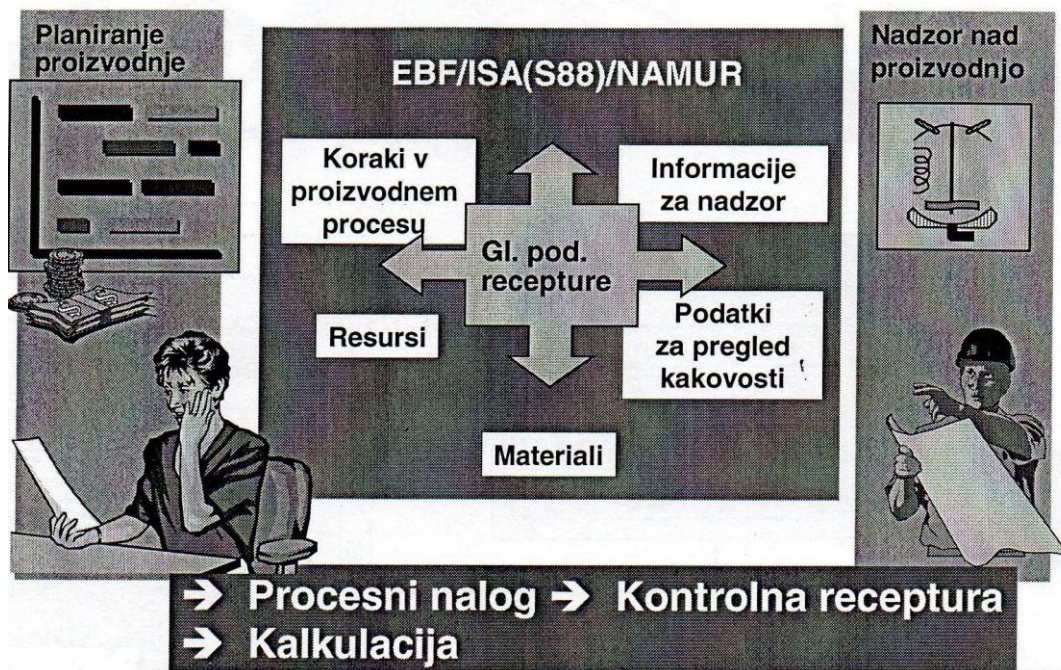 Planiranje
proizvodnje
EBF/ISA(S88)/NAMUR
Koraki v
proizvodnem
procesu
Informacije
za nadzor
Gl. pod.
recepture
Resursi
Podatki
za pregled
kakovosti
Materiali
Nadzor nad
proizvodnjo
➔ Procesni nalog ➔ Kontrolna receptura
➔ Kalkulacija